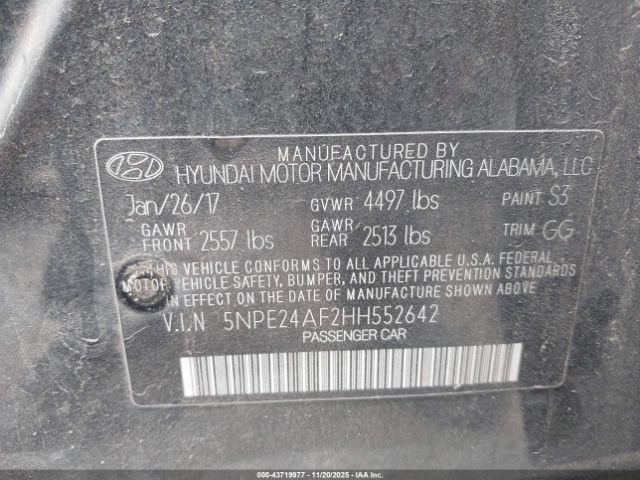 MANUFACTURED BY
HYUNDAI MOTOR MANUFACTURING ALABAMA, LLC
Jan/26/17 GVWR 4497 lbs PAINT S3
GAWR FRONT 2557 lbs GAWR REAR 2513 lbs TRIM GG
THIS VEHICLE CONFORMS TO ALL APPLICABLE U.S.A. FEDERAL
MOTOR VEHICLE SAFETY, BUMPER, AND THEFT PREVENTION STANDARDS
IN EFFECT ON THE DATE OF MANUFACTURE SHOWN ABOVE.
V.I.N 5NPE24AF2HH552642
PASSENGER CAR
000-43719977 - 11/20/2025 - copart.com